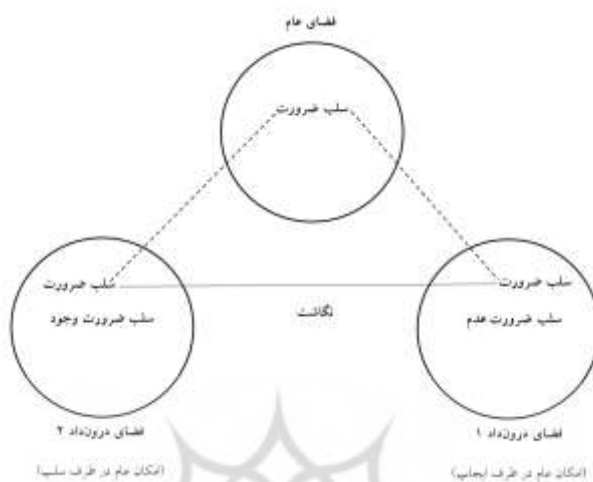 فضای عام
سلب ضرورت
سلب ضرورت
سلب ضرورت عدم
نگاشت
سلب ضرورت
سلب ضرورت وجود
فضای درون‌داد ۱
(امکان عام در طرف ایجاب)
فضای درون‌داد ۲
(امکان عام در طرف سلب)